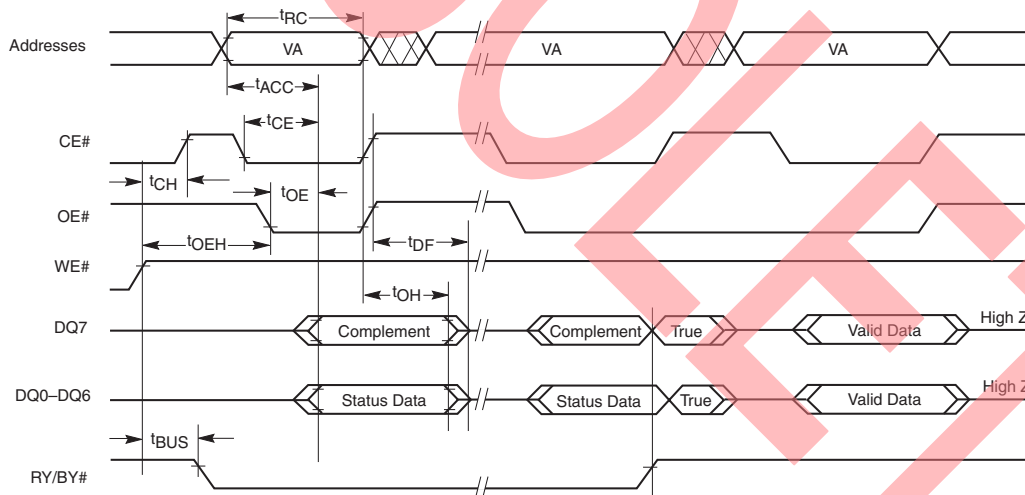 tRC
Addresses VA VA VA
tACC
tCE
CE#
tCH
tOE
OE#
tOEH tDF
WE#
tOH
DQ7 Complement Complement True Valid Data High Z
DQ0–DQ6 Status Data Status Data True Valid Data High Z
tBUS
RY/BY#